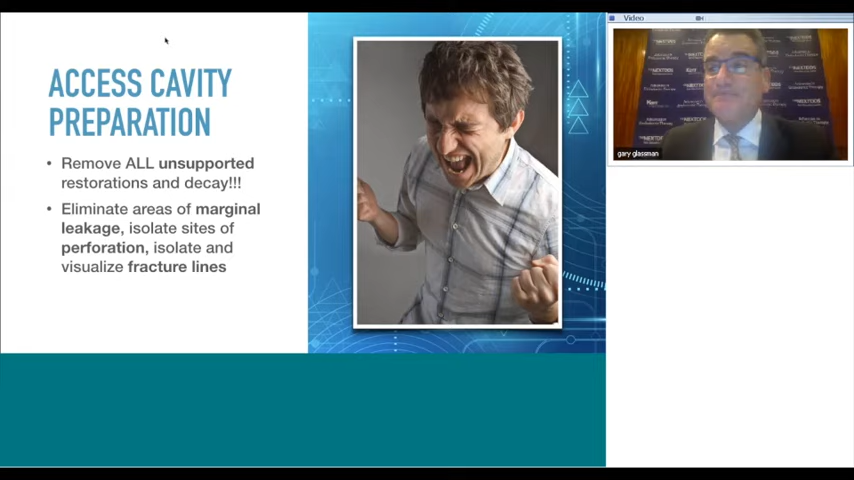 ACCESS CAVITY
PREPARATION
• Remove ALL unsupported
restorations and decay!!!
• Eliminate areas of marginal
leakage, isolate sites of
perforation, isolate and
visualize fracture lines
Video
gary glassman